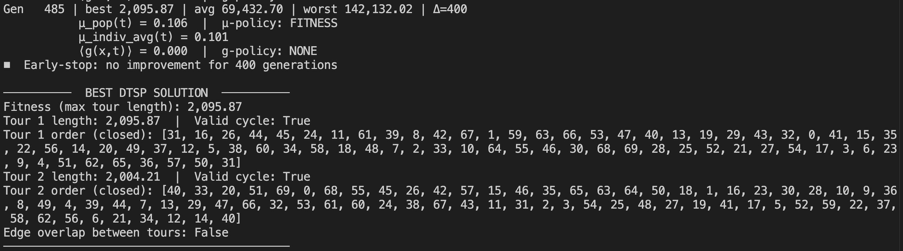 Gen   485 | best 2,095.87 | avg 69,432.70 | worst 142,132.02 | Δ=400
μ_pop(t) = 0.106  |  μ-policy: FITNESS
μ_indiv_avg(t) = 0.101
⟨g(x,t)⟩ = 0.000  |  g-policy: NONE
■  Early-stop: no improvement for 400 generations
────────── BEST DTSP SOLUTION ──────────
Fitness (max tour length): 2,095.87
Tour 1 length: 2,095.87  |  Valid cycle: True
Tour 1 order (closed): [31, 16, 26, 44, 45, 24, 11, 61, 39, 8, 42, 67, 1, 59, 63, 66, 53, 47, 40, 13, 19, 29, 43, 32, 0, 41, 15, 35
, 22, 56, 14, 20, 49, 37, 12, 5, 38, 60, 34, 58, 18, 48, 7, 2, 33, 10, 64, 55, 46, 30, 68, 69, 28, 25, 52, 21, 27, 54, 17, 3, 6, 23
, 9, 4, 51, 62, 65, 36, 57, 50, 31]
Tour 2 length: 2,004.21  |  Valid cycle: True
Tour 2 order (closed): [40, 33, 20, 51, 69, 0, 68, 55, 45, 26, 42, 57, 15, 46, 35, 65, 63, 64, 50, 18, 1, 16, 23, 30, 28, 10, 9, 36
, 8, 49, 4, 39, 44, 7, 13, 29, 47, 66, 32, 53, 61, 60, 24, 38, 67, 43, 11, 31, 2, 3, 54, 25, 48, 27, 19, 41, 17, 5, 52, 59, 22, 37,
58, 62, 56, 6, 21, 34, 12, 14, 40]
Edge overlap between tours: False